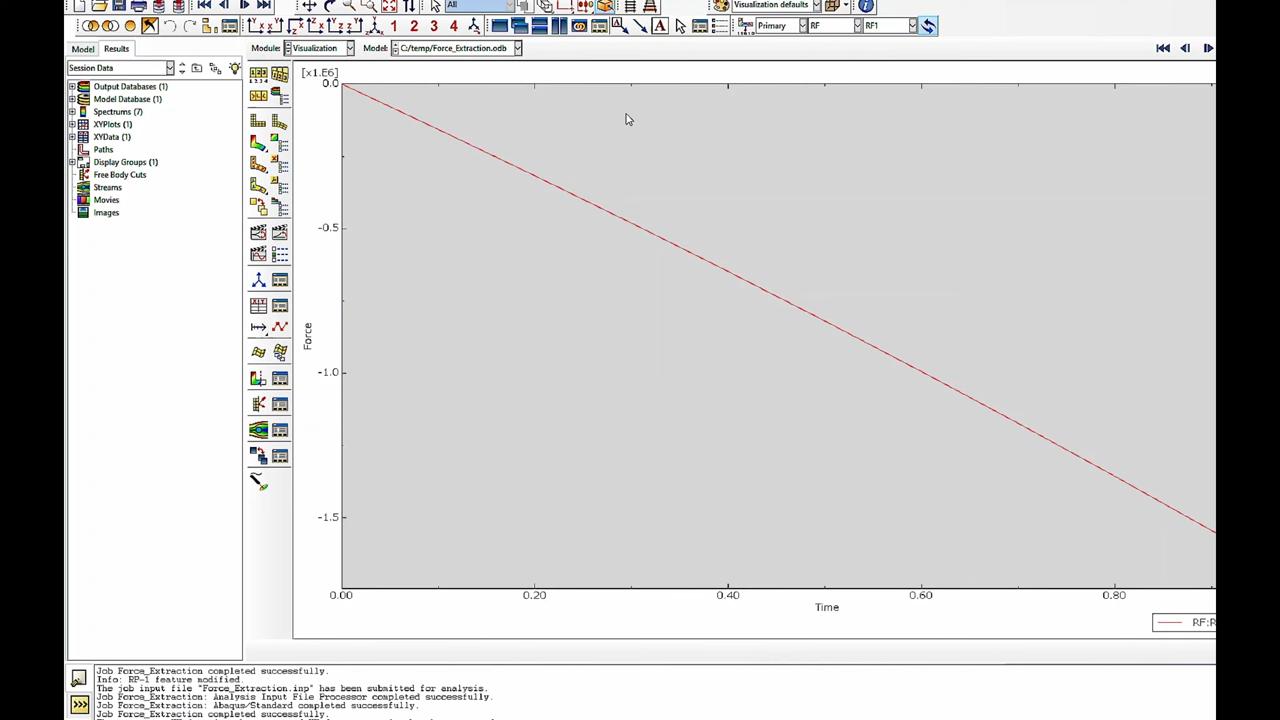 All
Visualization defaults
1 2 3 4
Primary RF RF1
Model Results
Module: Visualization Model: C:/temp/Force_Extraction.odb
Session Data
Output Databases (1)
Model Database (1)
Spectrums (7)
XYPlots (1)
XYData (1)
Paths
Display Groups (1)
Free Body Cuts
Streams
Movies
Images
[x1.E6]
0.0
-0.5
-1.0
-1.5
Force
0.00 0.20 0.40 0.60 0.80
Time
Job Force_Extraction completed successfully.
Info: RP-1 feature modified.
The job input file "Force_Extraction.inp" has been submitted for analysis.
Job Force_Extraction: Analysis Input File Processor completed successfully.
Job Force_Extraction: Abaqus/Standard completed successfully.
Job Force_Extraction completed successfully.